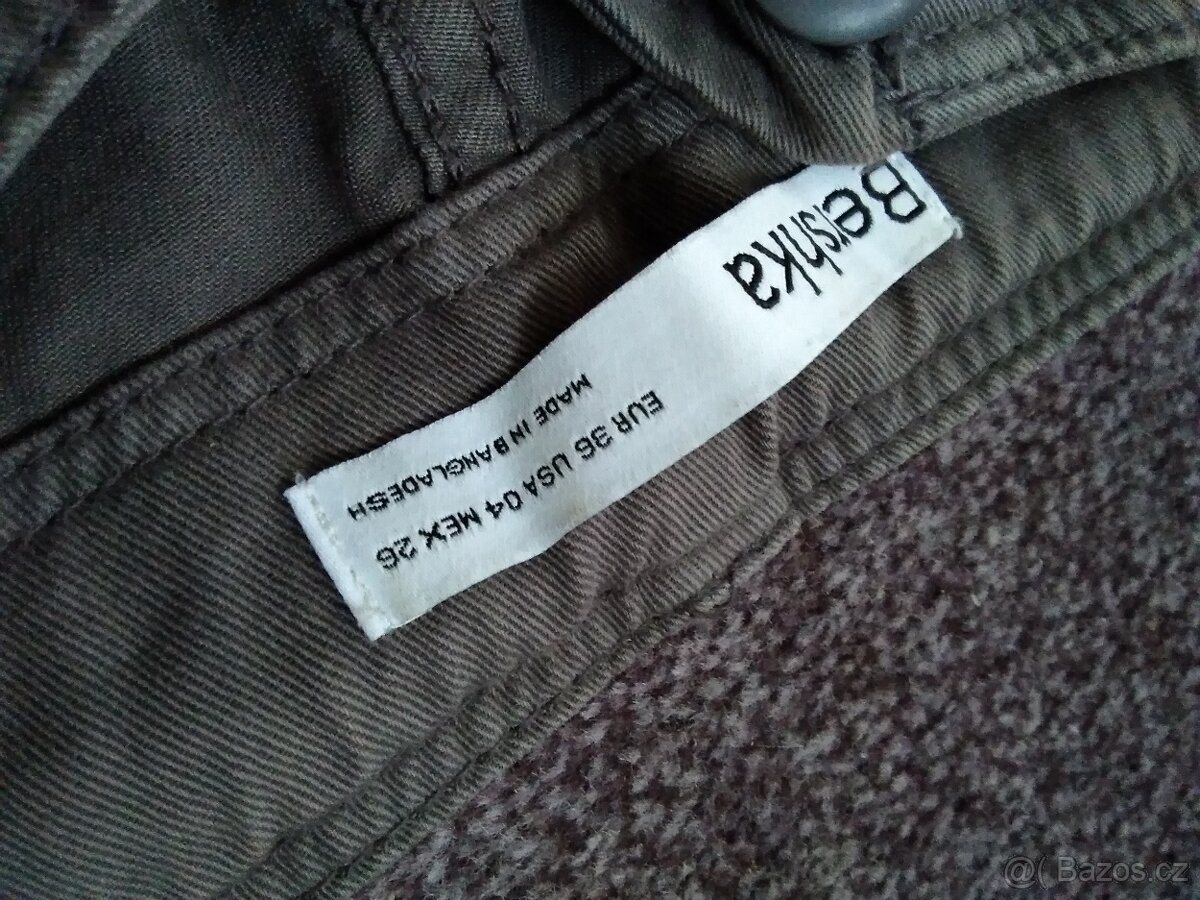 Bershka
EUR 36 USA 04 MEX 26
MADE IN BANGLADESH
@( Bazos.cz